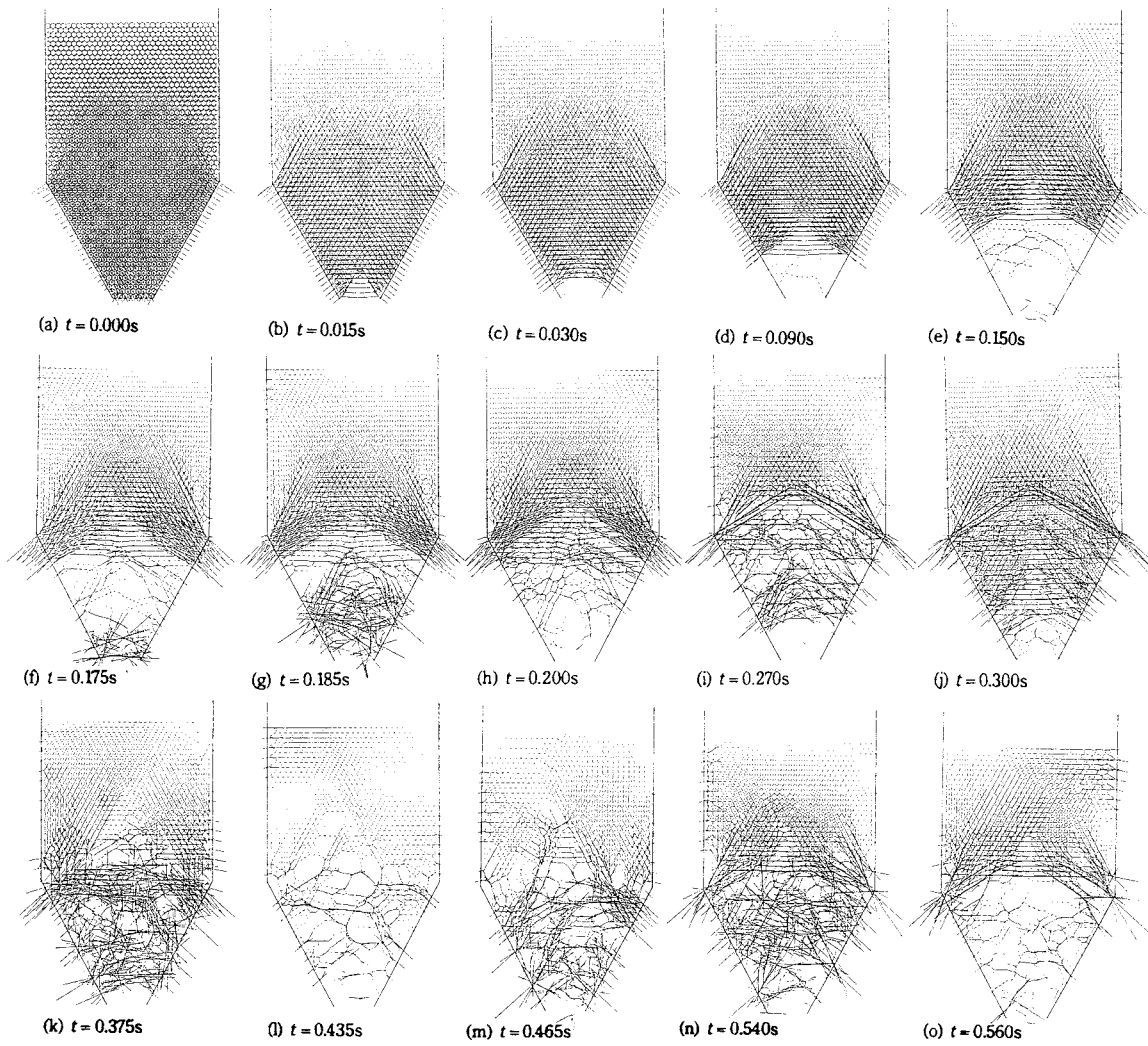 (a) t=0.000s
(b) t=0.015s
(c) t=0.030s
(d) t=0.090s
(e) t=0.150s
(f) t=0.175s
(g) t=0.185s
(h) t=0.200s
(i) t=0.270s
(j) t=0.300s
(k) t=0.375s
(l) t=0.435s
(m) t=0.465s
(n) t=0.540s
(o) t=0.560s